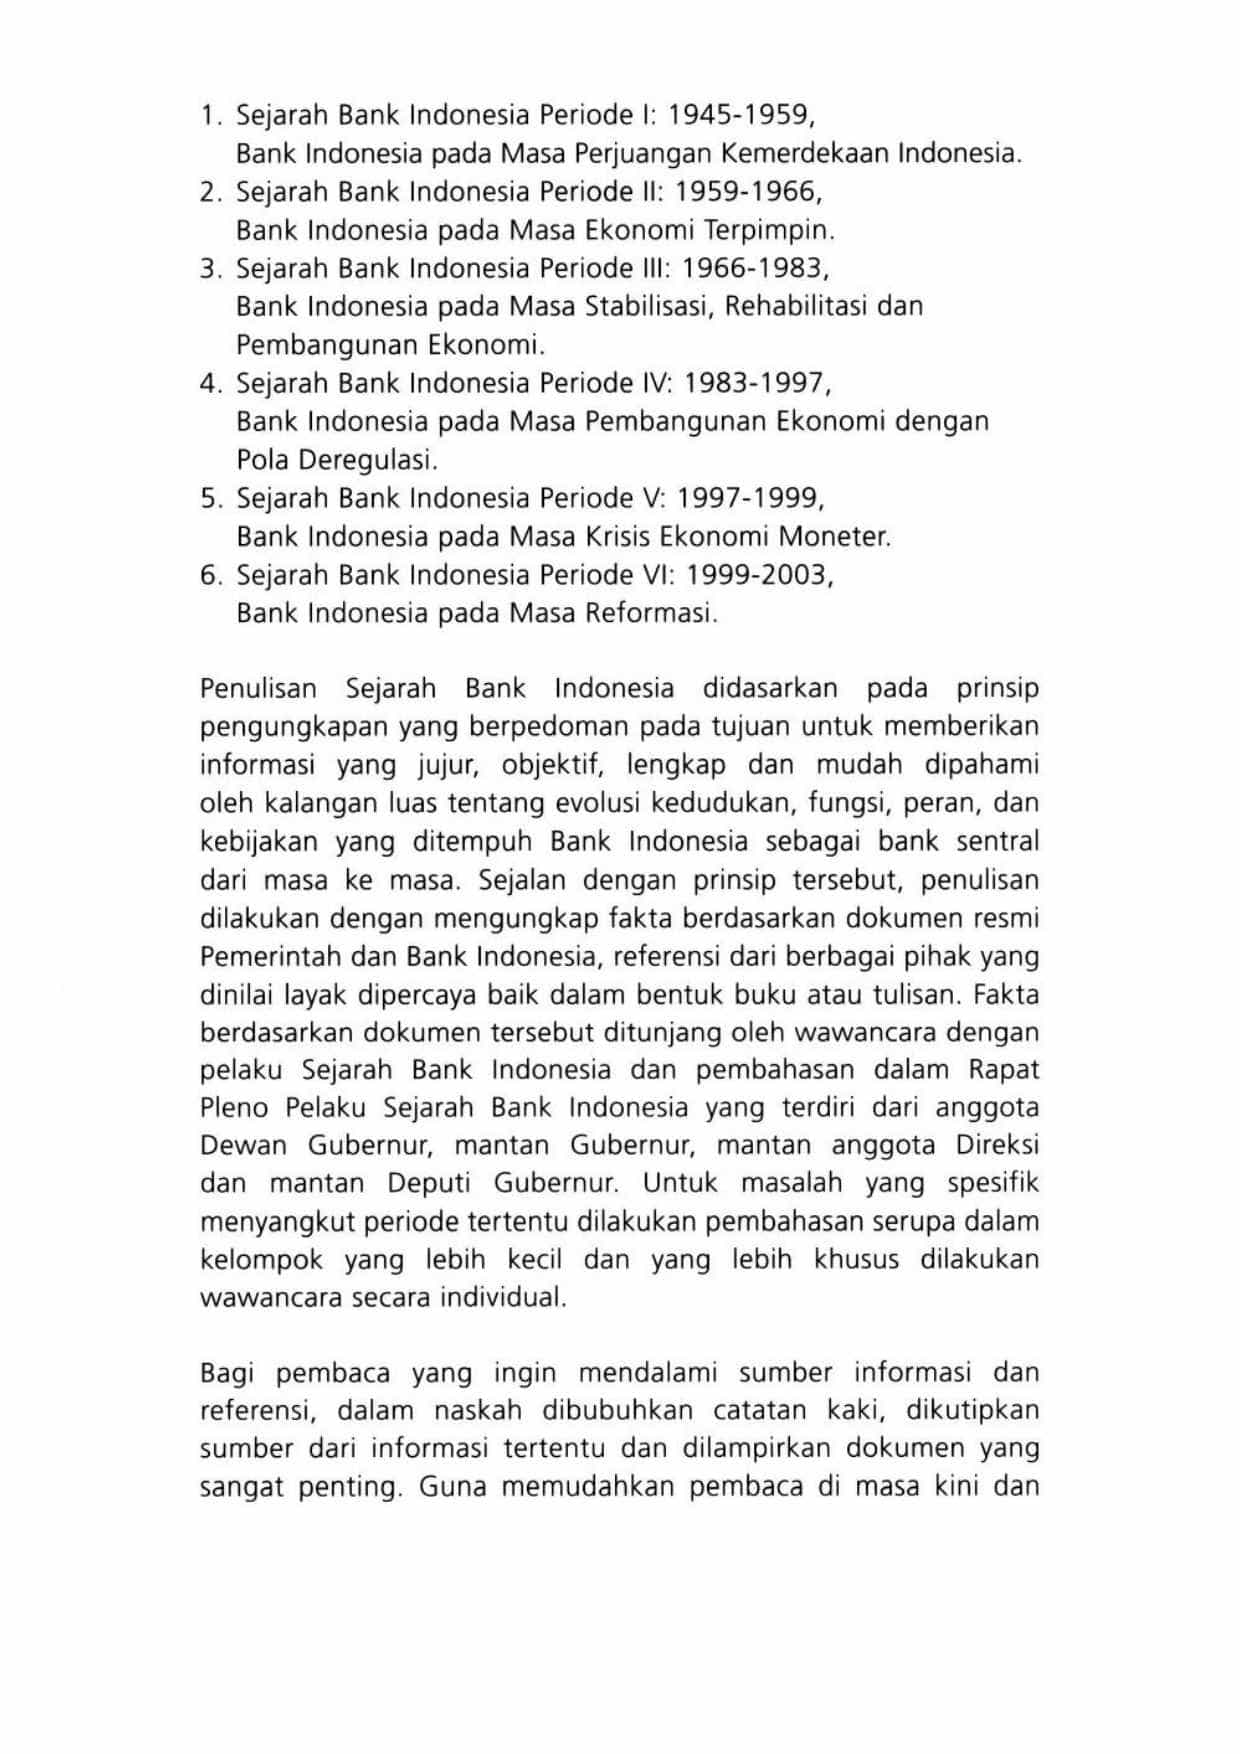 1. Sejarah Bank Indonesia Periode I: 1945-1959,
Bank Indonesia pada Masa Perjuangan Kemerdekaan Indonesia.
2. Sejarah Bank Indonesia Periode II: 1959-1966,
Bank Indonesia pada Masa Ekonomi Terpimpin.
3. Sejarah Bank Indonesia Periode III: 1966-1983,
Bank Indonesia pada Masa Stabilisasi, Rehabilitasi dan
Pembangunan Ekonomi.
4. Sejarah Bank Indonesia Periode IV: 1983-1997,
Bank Indonesia pada Masa Pembangunan Ekonomi dengan
Pola Deregulasi.
5. Sejarah Bank Indonesia Periode V: 1997-1999,
Bank Indonesia pada Masa Krisis Ekonomi Moneter.
6. Sejarah Bank Indonesia Periode VI: 1999-2003,
Bank Indonesia pada Masa Reformasi.
Penulisan Sejarah Bank Indonesia didasarkan pada prinsip
pengungkapan yang berpedoman pada tujuan untuk memberikan
informasi yang jujur, objektif, lengkap dan mudah dipahami
oleh kalangan luas tentang evolusi kedudukan, fungsi, peran, dan
kebijakan yang ditempuh Bank Indonesia sebagai bank sentral
dari masa ke masa. Sejalan dengan prinsip tersebut, penulisan
dilakukan dengan mengungkap fakta berdasarkan dokumen resmi
Pemerintah dan Bank Indonesia, referensi dari berbagai pihak yang
dinilai layak dipercaya baik dalam bentuk buku atau tulisan. Fakta
berdasarkan dokumen tersebut ditunjang oleh wawancara dengan
pelaku Sejarah Bank Indonesia dan pembahasan dalam Rapat
Pleno Pelaku Sejarah Bank Indonesia yang terdiri dari anggota
Dewan Gubernur, mantan Gubernur, mantan anggota Direksi
dan mantan Deputi Gubernur. Untuk masalah yang spesifik
menyangkut periode tertentu dilakukan pembahasan serupa dalam
kelompok yang lebih kecil dan yang lebih khusus dilakukan
wawancara secara individual.
Bagi pembaca yang ingin mendalami sumber informasi dan
referensi, dalam naskah dibubuhkan catatan kaki, dikutipkan
sumber dari informasi tertentu dan dilampirkan dokumen yang
sangat penting. Guna memudahkan pembaca di masa kini dan